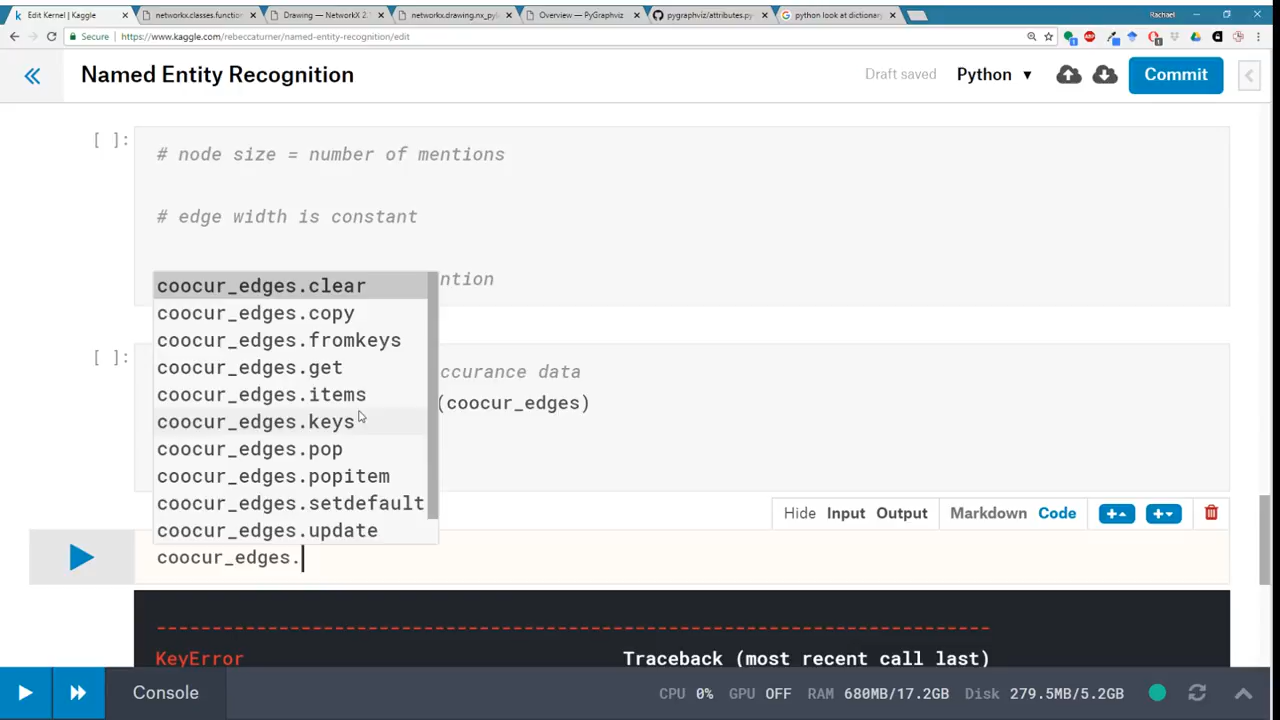 Edit Kernel | Kaggle
networkx.classes.function
Drawing — NetworkX 2.
networkx.drawing.nx_pyl
Overview — PyGraphviz
pygraphviz/attributes.py
python look at dictionary
Rachael
Secure
https://www.kaggle.com/rebeccaturner/named-entity-recognition/edit
Named Entity Recognition
Draft saved
Python
Commit
[ ]:
# node size = number of mentions
# edge width is constant
ntion
[ ]:
ccurance data
(coocur_edges)
coocur_edges.clear
coocur_edges.copy
coocur_edges.fromkeys
coocur_edges.get
coocur_edges.items
coocur_edges.keys
coocur_edges.pop
coocur_edges.popitem
coocur_edges.setdefault
coocur_edges.update
Hide Input Output Markdown Code
coocur_edges.
---------------------------------------------------------------------------
KeyError Traceback (most recent call last)
Console
CPU 0% GPU OFF RAM 680MB/17.2GB Disk 279.5MB/5.2GB